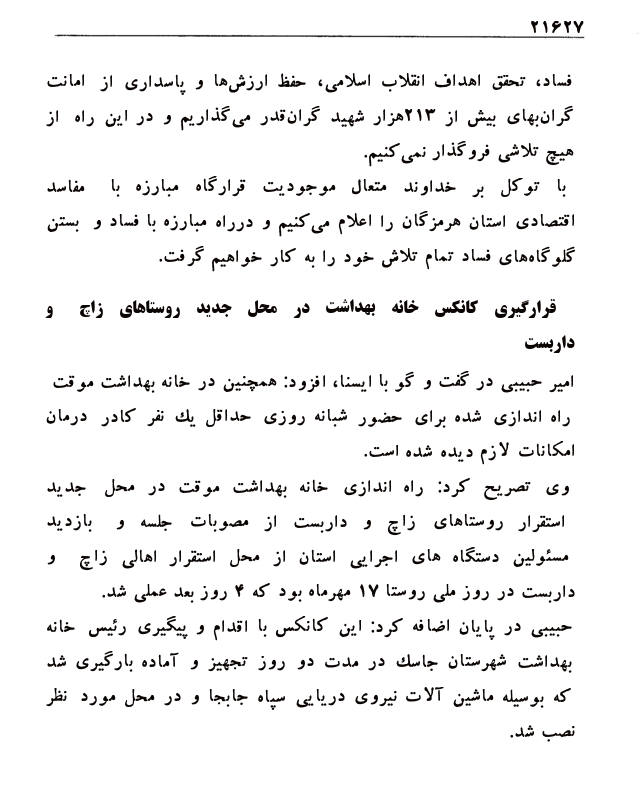 ۲۱۶۲۷
فساد، تحقق اهداف انقلاب اسلامی، حفظ ارزش‌ها و پاسداری از امانت
گران‌بهای بیش از ۲۱۳هزار شهید گران‌قدر می‌گذاریم و در این راه از
هیچ تلاشی فروگذار نمی‌کنیم.
با توکل بر خداوند متعال موجودیت قرارگاه مبارزه با مفاسد
اقتصادی استان هرمزگان را اعلام می‌کنیم و درراه مبارزه با فساد و بستن
گلوگاه‌های فساد تمام تلاش خود را به کار خواهیم گرفت.
قرارگیری کانکس خانه بهداشت در محل جدید روستاهای زاچ و
داربست
امیر حبیبی در گفت و گو با ایسنا، افزود: همچنین در خانه بهداشت موقت
راه اندازی شده برای حضور شبانه روزی حداقل یك نفر کادر درمان
امکانات لازم دیده شده است.
وی تصریح کرد: راه اندازی خانه بهداشت موقت در محل جدید
استقرار روستاهای زاچ و داربست از مصوبات جلسه و بازدید
مسئولین دستگاه های اجرایی استان از محل استقرار اهالی زاچ و
داربست در روز ملی روستا ۱۷ مهرماه بود که ۴ روز بعد عملی شد.
حبیبی در پایان اضافه کرد: این کانکس با اقدام و پیگیری رئیس خانه
بهداشت شهرستان جاسك در مدت دو روز تجهیز و آماده بارگیری شد
که بوسیله ماشین آلات نیروی دریایی سپاه جابجا و در محل مورد نظر
نصب شد.